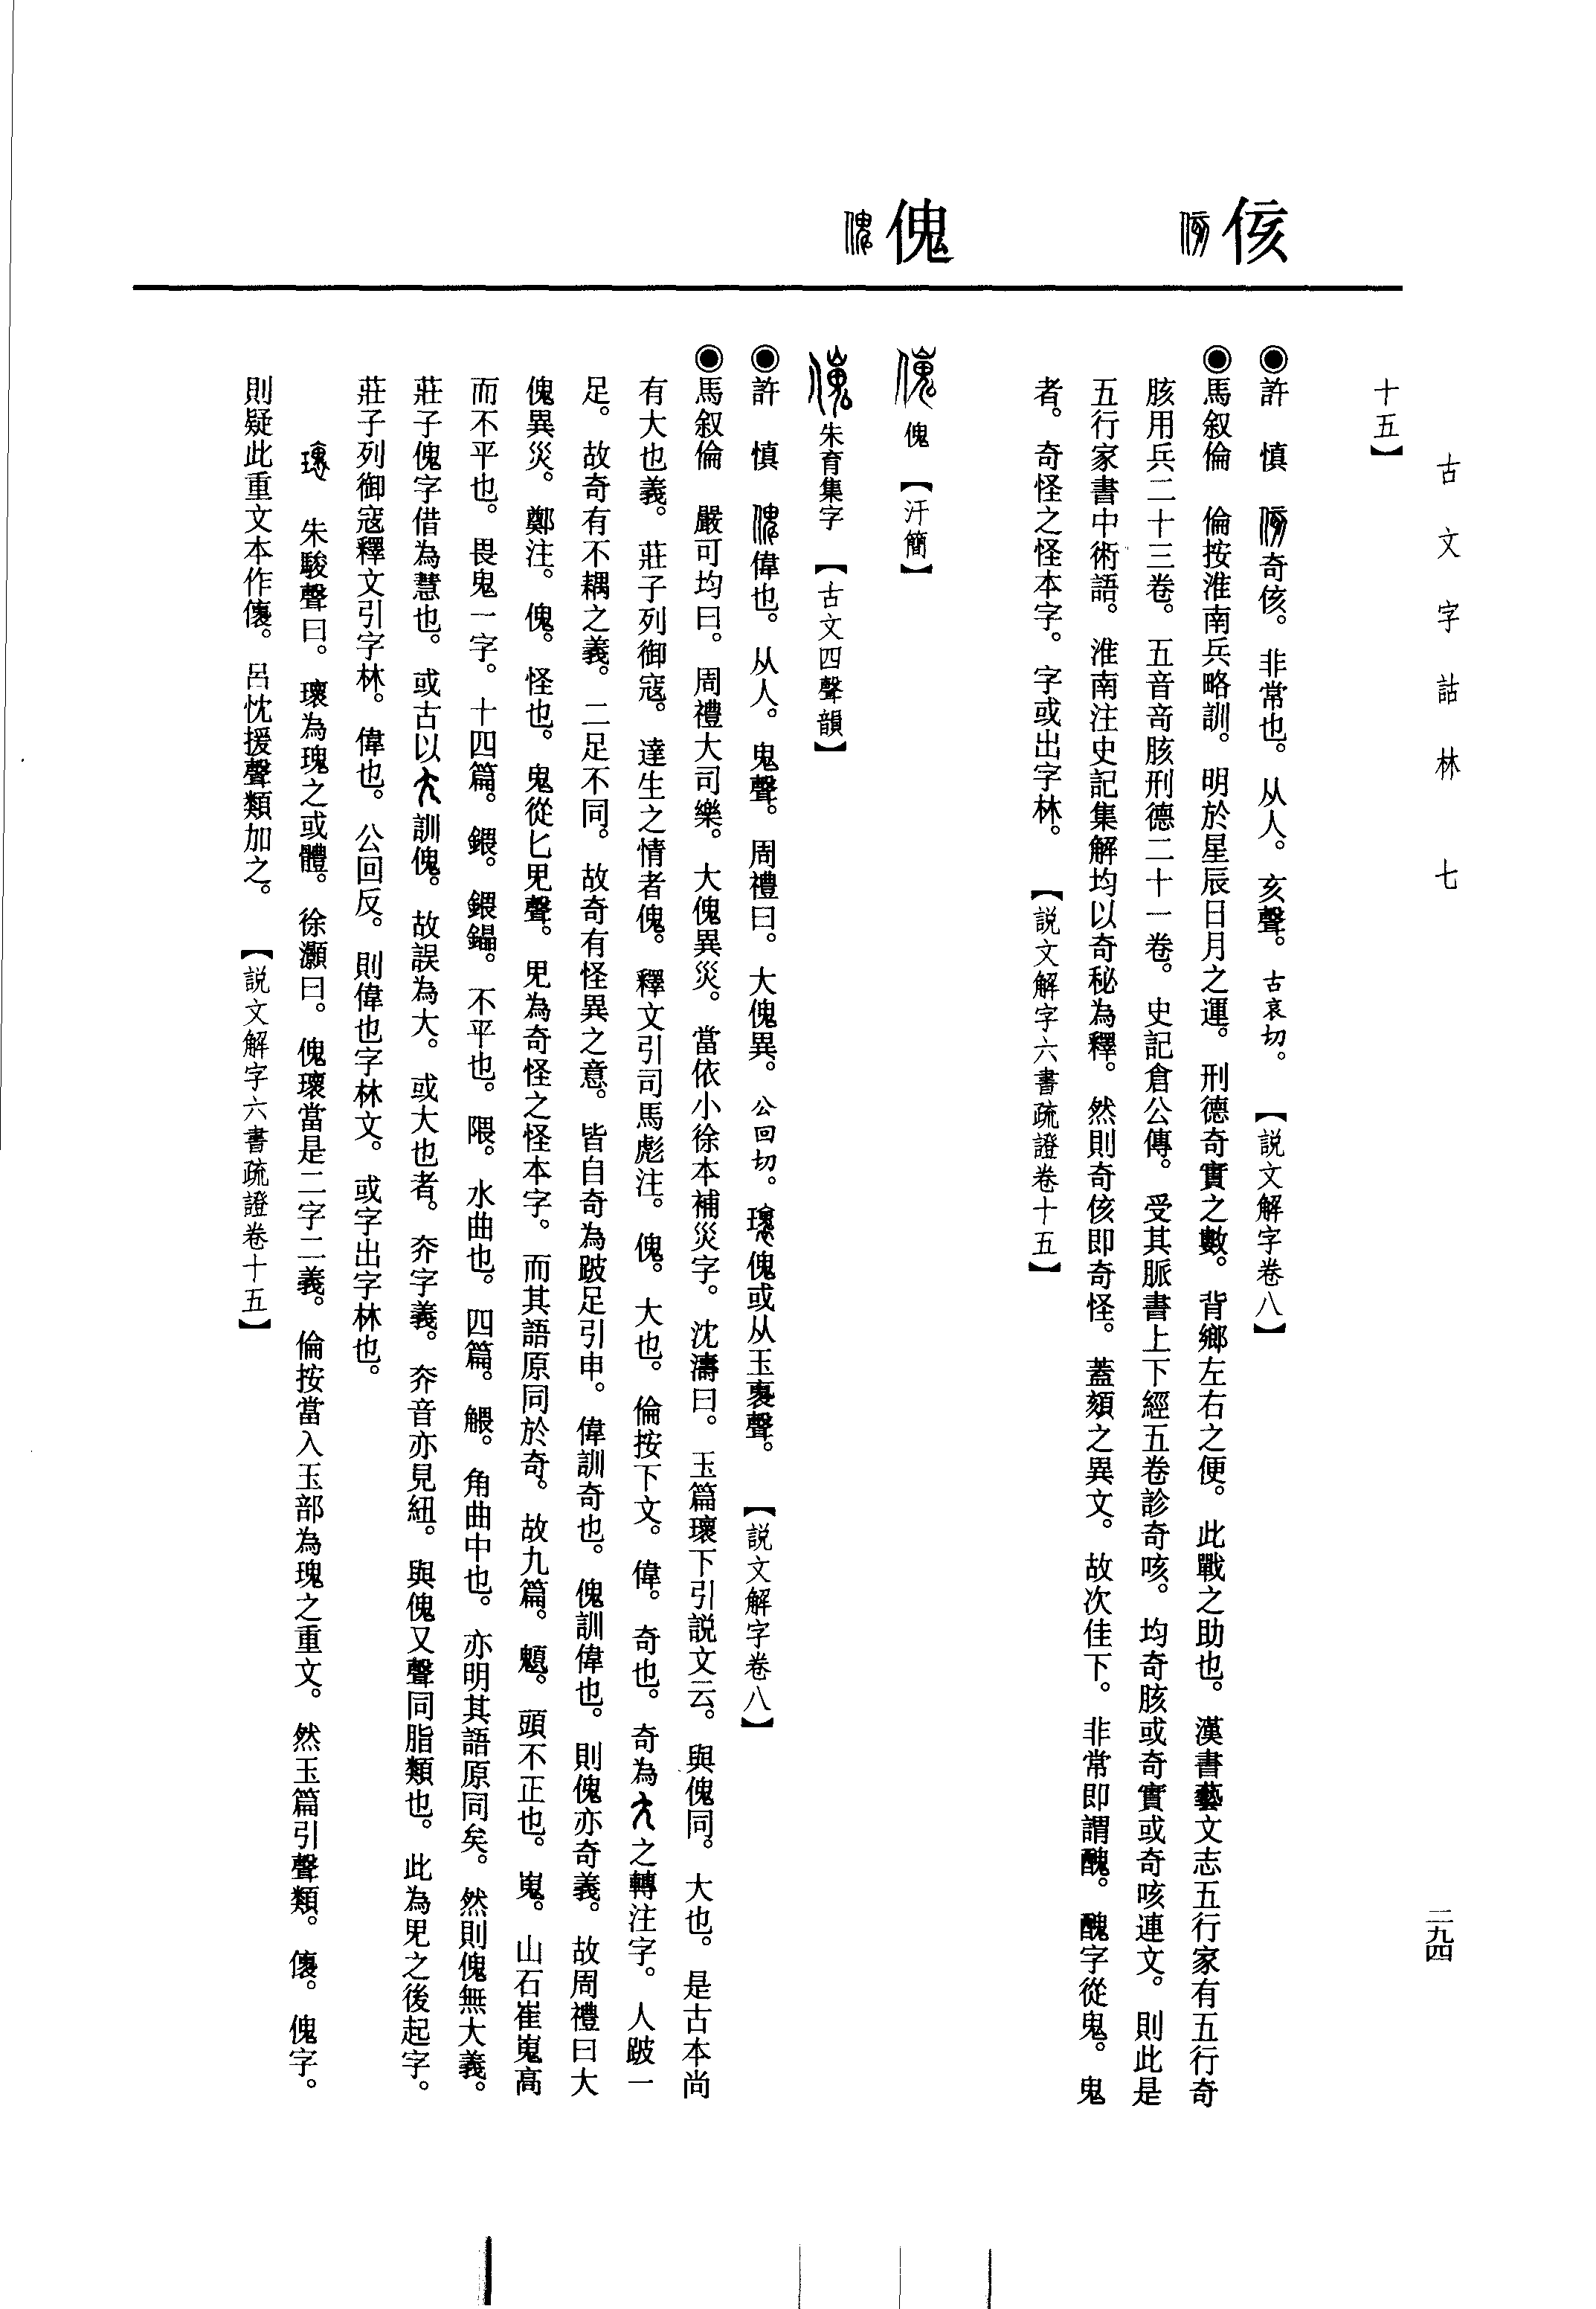 古文字詁林　七
二九四
十五】
侅
◉許　慎　奇侅。非常也。从人。亥聲。古哀切。【説文解字卷八】
◉馬叙倫　倫按淮南兵略訓。明於星辰日月之運。刑德奇賌之數。背鄉左右之便。此戰之助也。漢書藝文志五行家有五行奇
胲用兵二十三卷。五音奇胲刑德二十一卷。史記倉公傳。受其脈書上下經五卷診奇咳。均奇胲或奇賌或奇咳連文。則此是
五行家書中術語。淮南注史記集解均以奇秘為釋。然則奇侅即奇怪。蓋頦之異文。故次佳下。非常即謂醜。醜字從鬼。鬼
者。奇怪之怪本字。字或出字林。【説文解字六書疏證卷十五】
傀
傀【汗簡】
朱育集字【古文四聲韻】
◉許　慎　偉也。从人。鬼聲。周禮曰。大傀異。公回切。傀或从玉褱聲。【説文解字卷八】
◉馬叙倫　嚴可均曰。周禮大司樂。大傀異災。當依小徐本補災字。沈濤曰。玉篇瓌下引説文云。與傀同。大也。是古本尚
有大也義。莊子列御寇。達生之情者傀。釋文引司馬彪注。傀。大也。倫按下文。偉。奇也。奇為之轉注字。人跛一
足。故奇有不耦之義。二足不同。故奇有怪異之意。皆自奇為跛足引申。偉訓奇也。傀訓偉也。則傀亦奇義。故周禮曰大
傀異災。鄭注。傀。怪也。鬼從匕甶聲。為奇怪之怪本字。而其語原同於奇。故九篇。頭不正也。嵬。山石崔嵬高
而不平也。畏鬼一字。十四篇。鍡。鍡鑘。不平也。隈。水曲也。四篇。䚈。角曲中也。亦明其語原同矣。然則傀無大義。
莊子傀字借為慧也。或古以訓傀。故誤為大。或大也者。夰字義。夰音亦見紐。與傀又聲同脂類也。此為之後起字。
莊子列御寇釋文引字林。偉也。公回反。則偉也字林文。或字出字林也。
朱駿聲曰。瓌為瑰之或體。徐灝曰。傀瓌當是二字二義。倫按當入玉部為瑰之重文。然玉篇引聲類。儴。傀字。
則疑此重文本作。呂忱援聲類加之。【説文解字六書疏證卷十五】